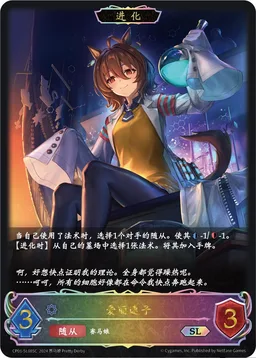 进化
当自己使用了法术时，选择1个对手的随从。使其 -1/ -1。
【进化时】从自己的墓场中选择1张法术。将其加入手牌。
啊，好想快点证明我的理论。全身都觉得燥热呢。
……呵呵，所有的细胞好像都在命令我快点奔跑起来。
爱丽速子
3
随从
赛马娘
SL
3